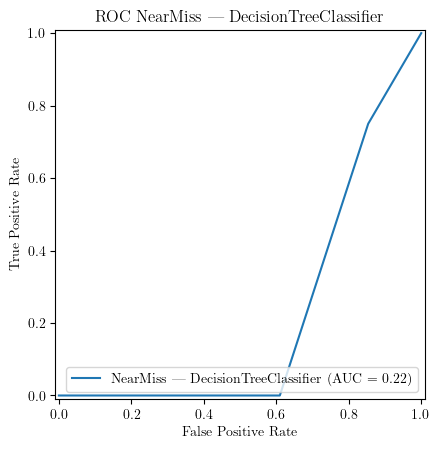 ROC NearMiss — DecisionTreeClassifier
True Positive Rate
1.0
0.8
0.6
0.4
0.2
0.0
NearMiss — DecisionTreeClassifier (AUC = 0.22)
0.0 0.2 0.4 0.6 0.8 1.0
False Positive Rate